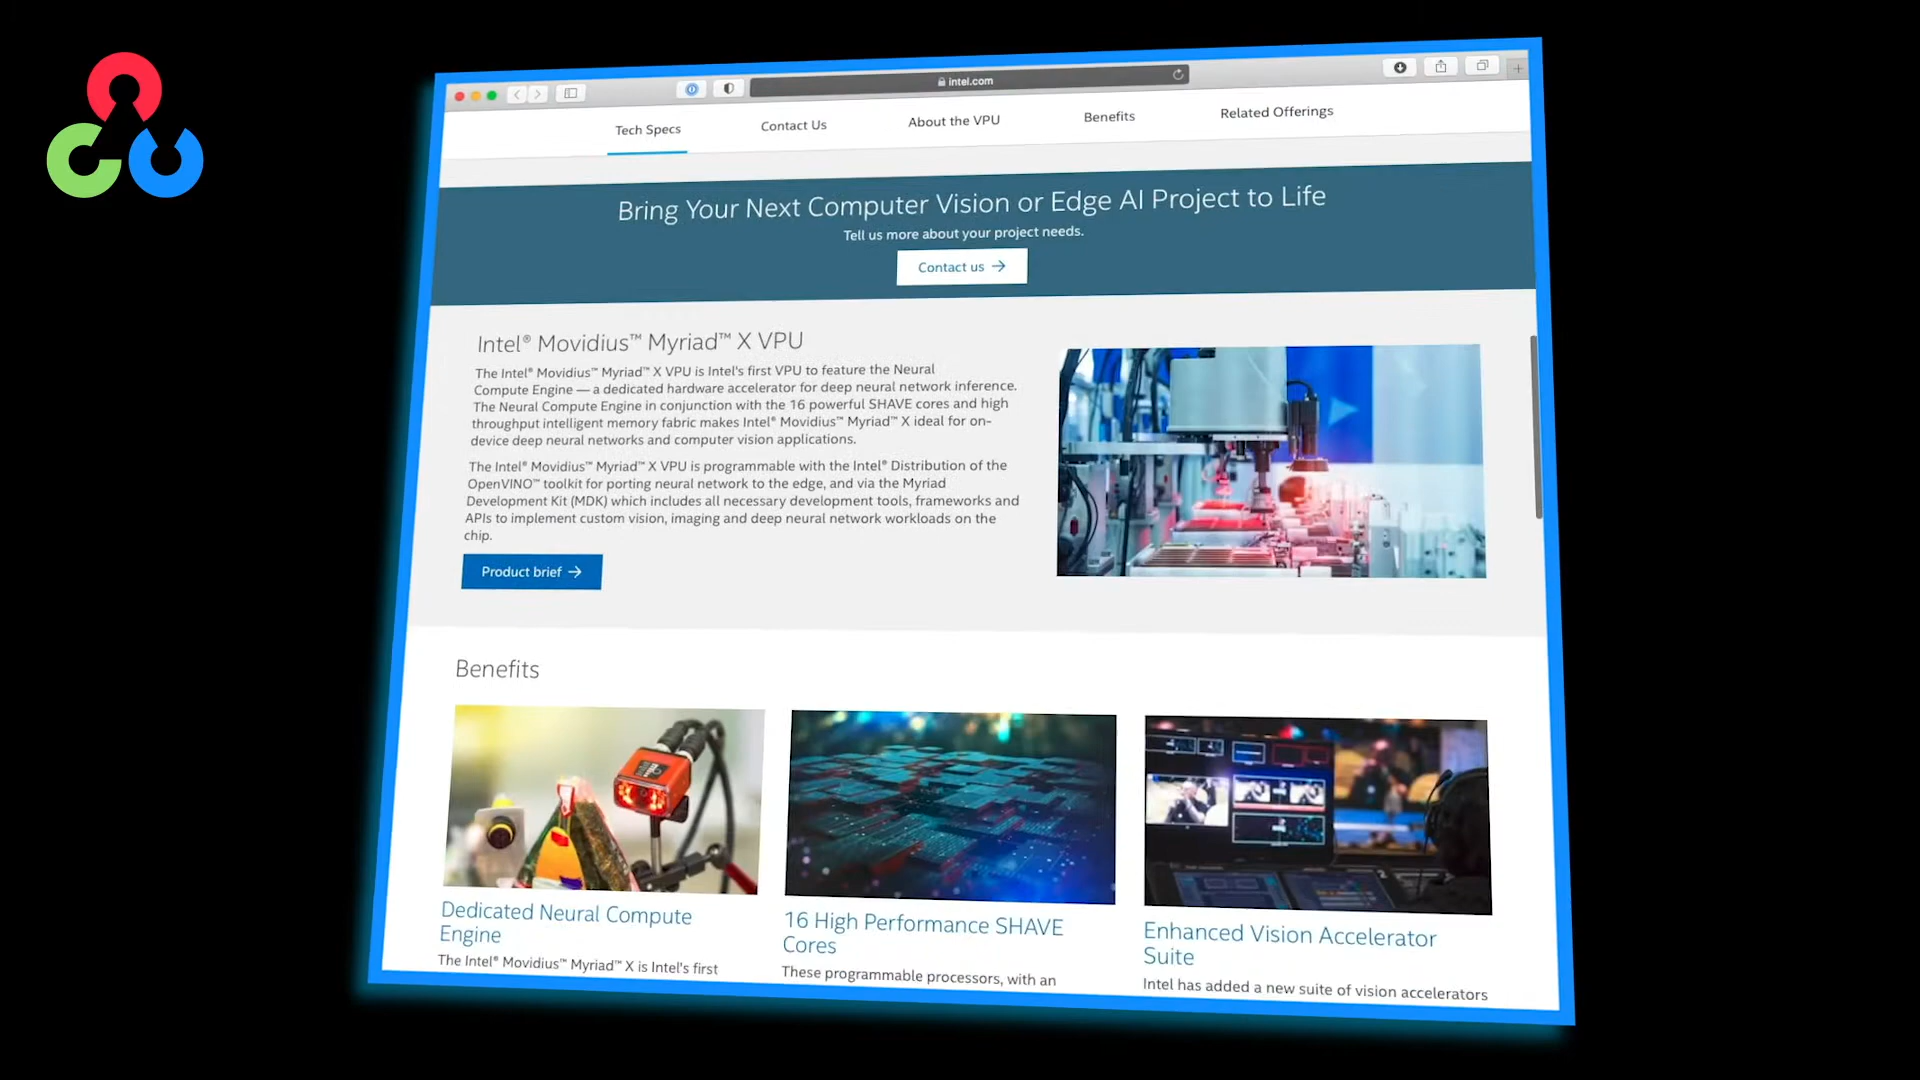 intel.com
Tech Specs
Contact Us
About the VPU
Benefits
Related Offerings
Bring Your Next Computer Vision or Edge AI Project to Life
Tell us more about your project needs.
Contact us →
Intel® Movidius™ Myriad™ X VPU
The Intel® Movidius™ Myriad™ X VPU is Intel's first VPU to feature the Neural
Compute Engine — a dedicated hardware accelerator for deep neural network inference.
The Neural Compute Engine in conjunction with the 16 powerful SHAVE cores and high
throughput intelligent memory fabric makes Intel® Movidius™ Myriad™ X ideal for on-
device deep neural networks and computer vision applications.
The Intel® Movidius™ Myriad™ X VPU is programmable with the Intel® Distribution of the
OpenVINO™ toolkit for porting neural network to the edge, and via the Myriad
Development Kit (MDK) which includes all necessary development tools, frameworks and
APIs to implement custom vision, imaging and deep neural network workloads on the
chip.
Product brief →
Benefits
Dedicated Neural Compute
Engine
The Intel® Movidius™ Myriad™ X is Intel's first
16 High Performance SHAVE
Cores
These programmable processors, with an
Enhanced Vision Accelerator
Suite
Intel has added a new suite of vision accelerators